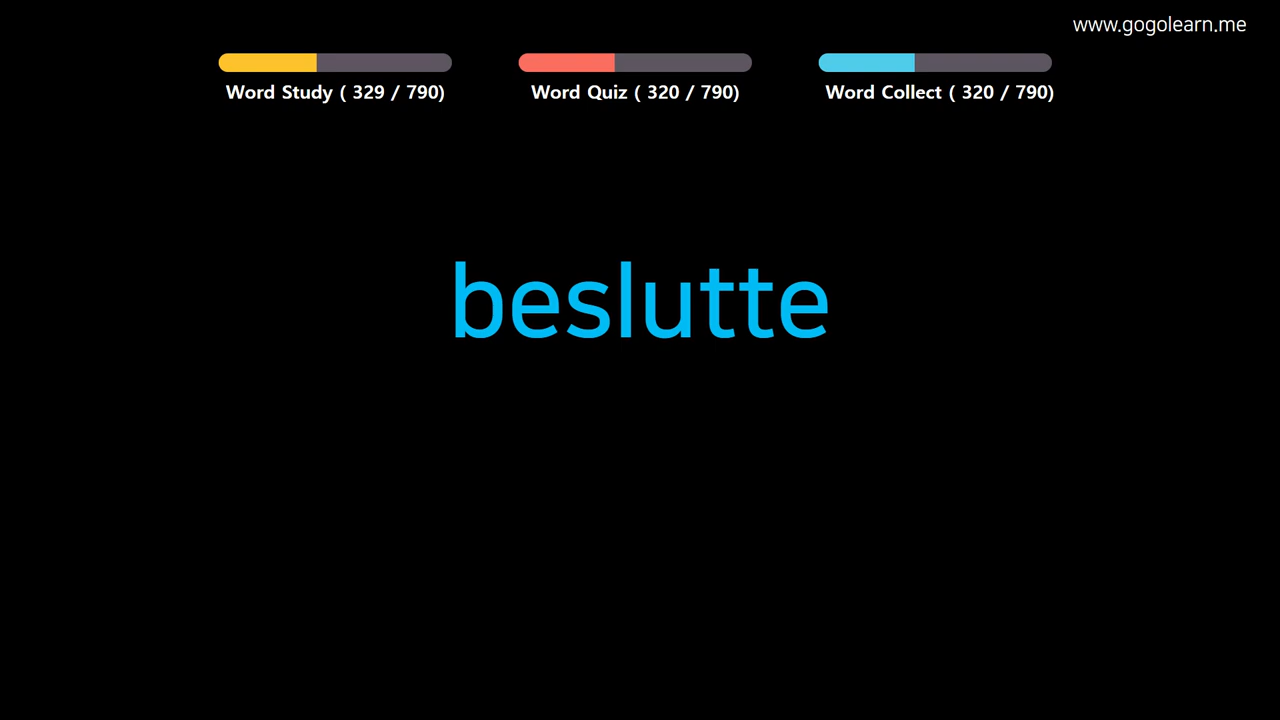 www.gogolearn.me
Word Study ( 329 / 790)
Word Quiz ( 320 / 790)
Word Collect ( 320 / 790)
beslutte